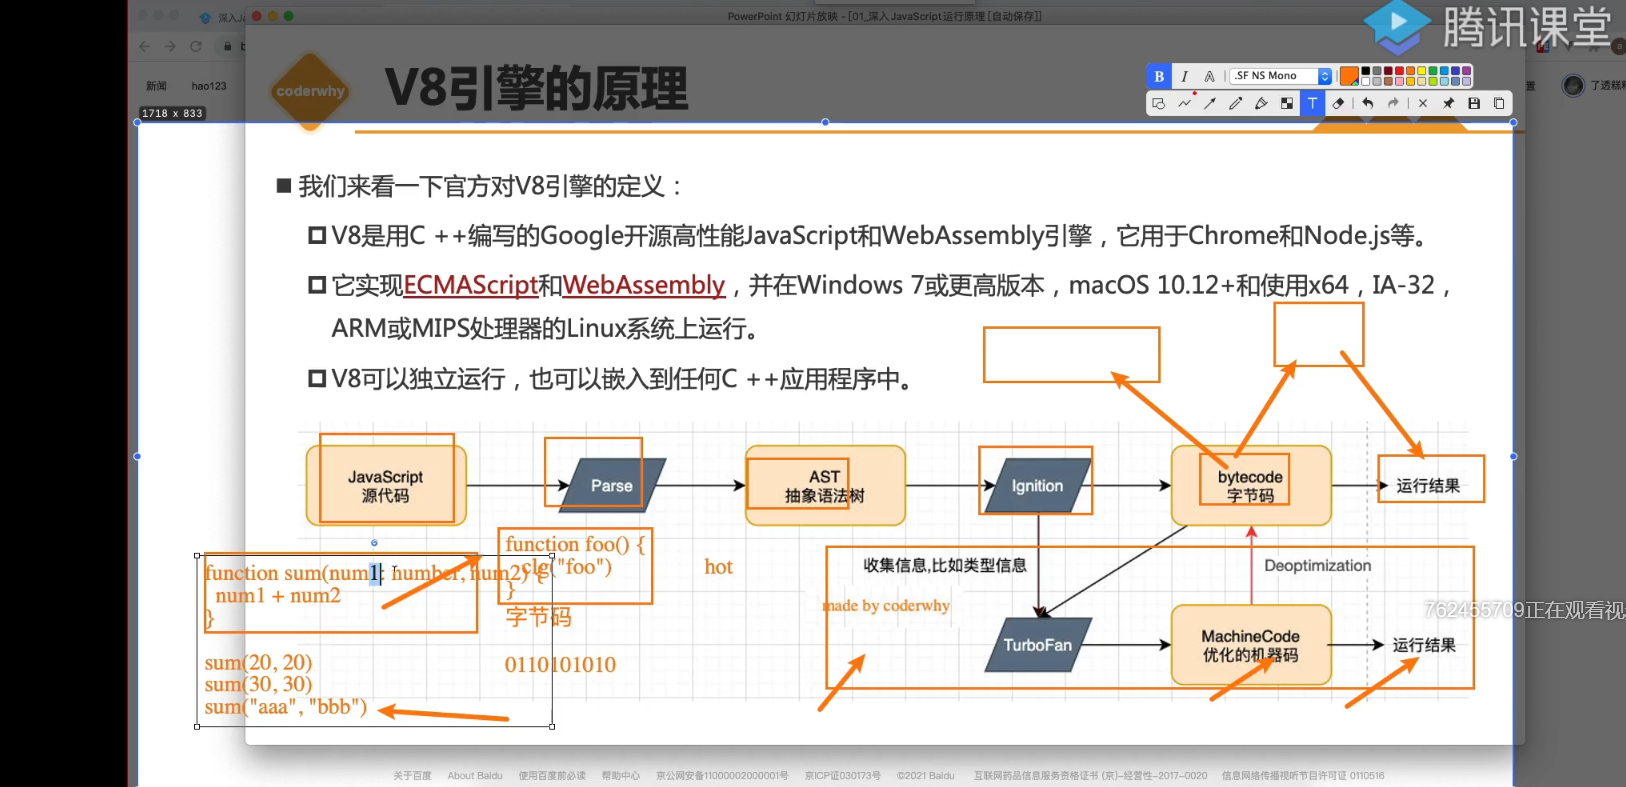 PowerPoint 幻灯片放映 - [01_深入JavaScript运行原理 [自动保存]]
腾讯课堂
新闻 hao123
1718 x 833
coderwhy
V8引擎的原理
B I A .SF NS Mono
T
我们来看一下官方对V8引擎的定义：
V8是用C ++编写的Google开源高性能JavaScript和WebAssembly引擎，它用于Chrome和Node.js等。
它实现ECMAScript和WebAssembly，并在Windows 7或更高版本，macOS 10.12+和使用x64，IA-32，
ARM或MIPS处理器的Linux系统上运行。
V8可以独立运行，也可以嵌入到任何C ++应用程序中。
JavaScript
源代码
Parse
AST
抽象语法树
Ignition
bytecode
字节码
运行结果
function foo() {
clg("foo")
}
字节码
0110101010
hot
function sum(num1: number, num2) {
num1 + num2
}
sum(20, 20)
sum(30, 30)
sum("aaa", "bbb")
收集信息,比如类型信息
Deoptimization
made by coderwhy
TurboFan
MachineCode
优化的机器码
运行结果
762455709正在观看视
关于百度 About Baidu 使用百度前必读 帮助中心 京公网安备11000002000001号 京ICP证030173号 ©2021 Baidu 互联网药品信息服务资格证书 (京)-经营性-2017-0020 信息网络传播视听节目许可证 0110516